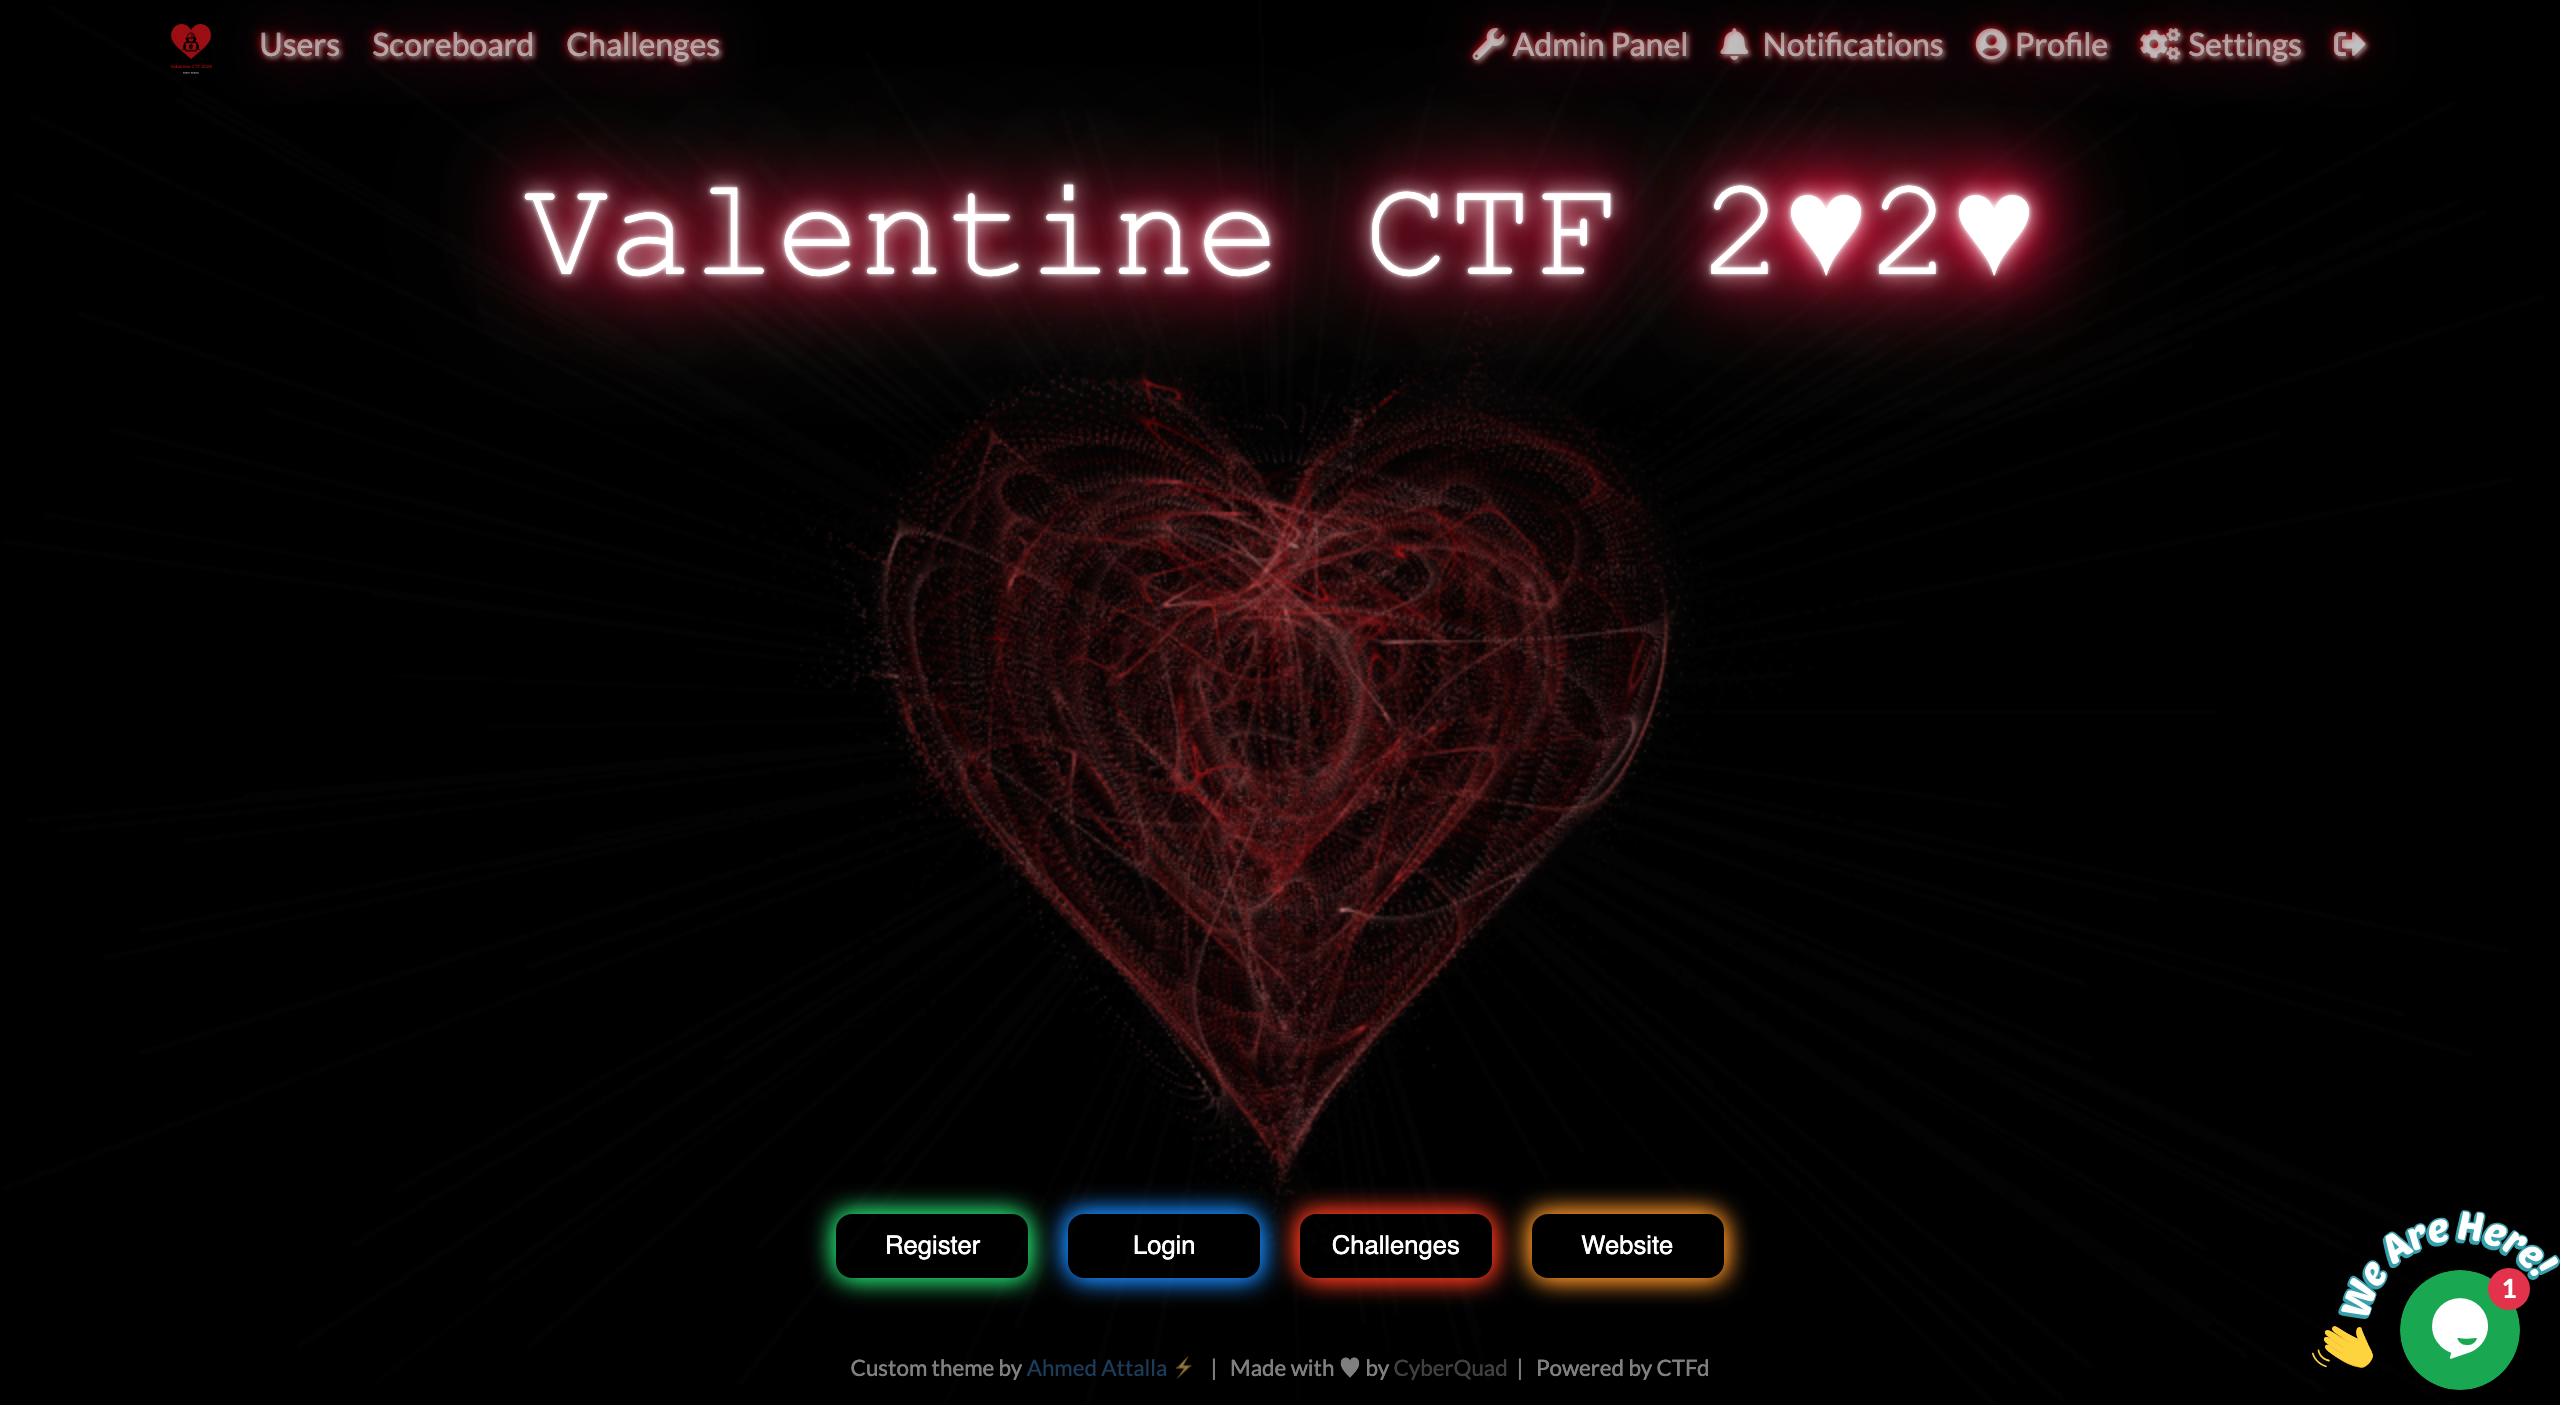 Users Scoreboard Challenges Admin Panel Notifications Profile Settings
Valentine CTF 2♥2♥
Register Login Challenges Website
We Are Here!
1
Custom theme by Ahmed Attalla ⚡ | Made with ♥ by CyberQuad | Powered by CTFd